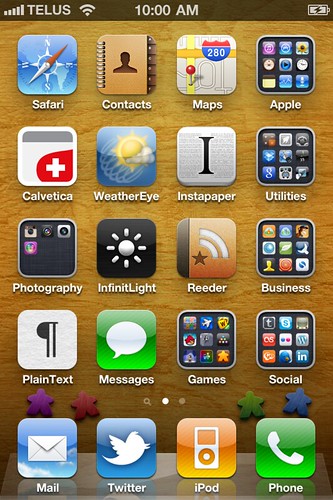 TELUS 10:00 AM
280
Safari Contacts Maps Apple
Calvetica WeatherEye Instapaper Utilities
Photography InfinitLight Reeder Business
¶
PlainText Messages Games Social
Mail Twitter iPod Phone